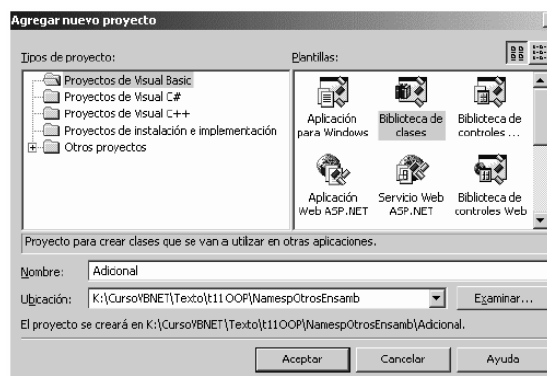 Agregar nuevo proyecto
Tipos de proyecto:
Plantillas:
Proyectos de Visual Basic
Proyectos de Visual C#
Proyectos de Visual C++
Proyectos de instalación e implementación
Otros proyectos
Aplicación para Windows
Biblioteca de clases
Biblioteca de controles ...
Aplicación Web ASP.NET
Servicio Web ASP.NET
Biblioteca de controles Web
Proyecto para crear clases que se van a utilizar en otras aplicaciones.
Nombre:
Adicional
Ubicación:
K:\CursoVBNET\Texto\t11OOP\NamespOtrosEnsamb
Examinar...
El proyecto se creará en K:\CursoVBNET\Texto\t11OOP\NamespOtrosEnsamb\Adicional.
Aceptar
Cancelar
Ayuda